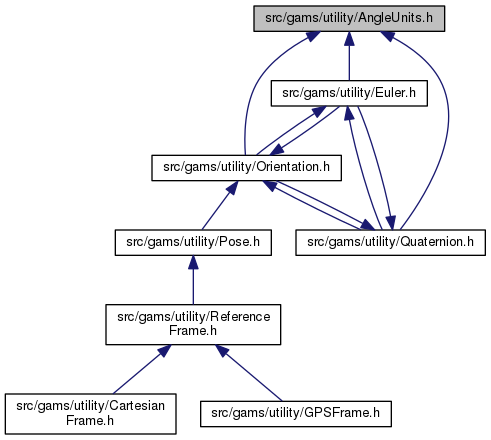 src/gams/utility/AngleUnits.h
src/gams/utility/Euler.h
src/gams/utility/Orientation.h
src/gams/utility/Pose.h
src/gams/utility/Quaternion.h
src/gams/utility/Reference
Frame.h
src/gams/utility/Cartesian
Frame.h
src/gams/utility/GPSFrame.h